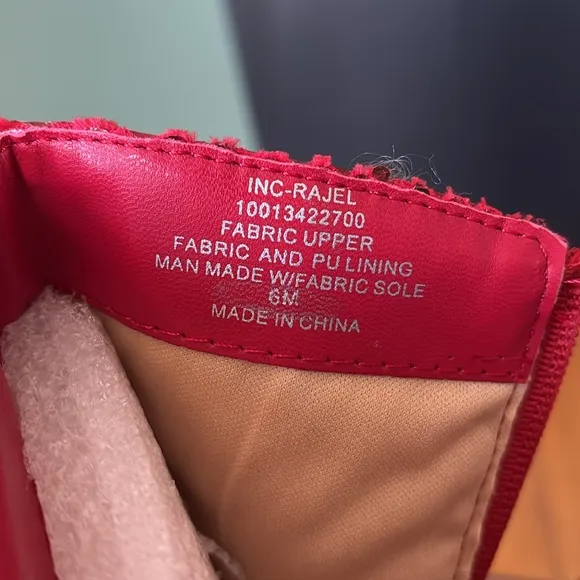 INC-RAJEL
10013422700
FABRIC UPPER
FABRIC AND PU LINING
MAN MADE W/FABRIC SOLE
6M
MADE IN CHINA